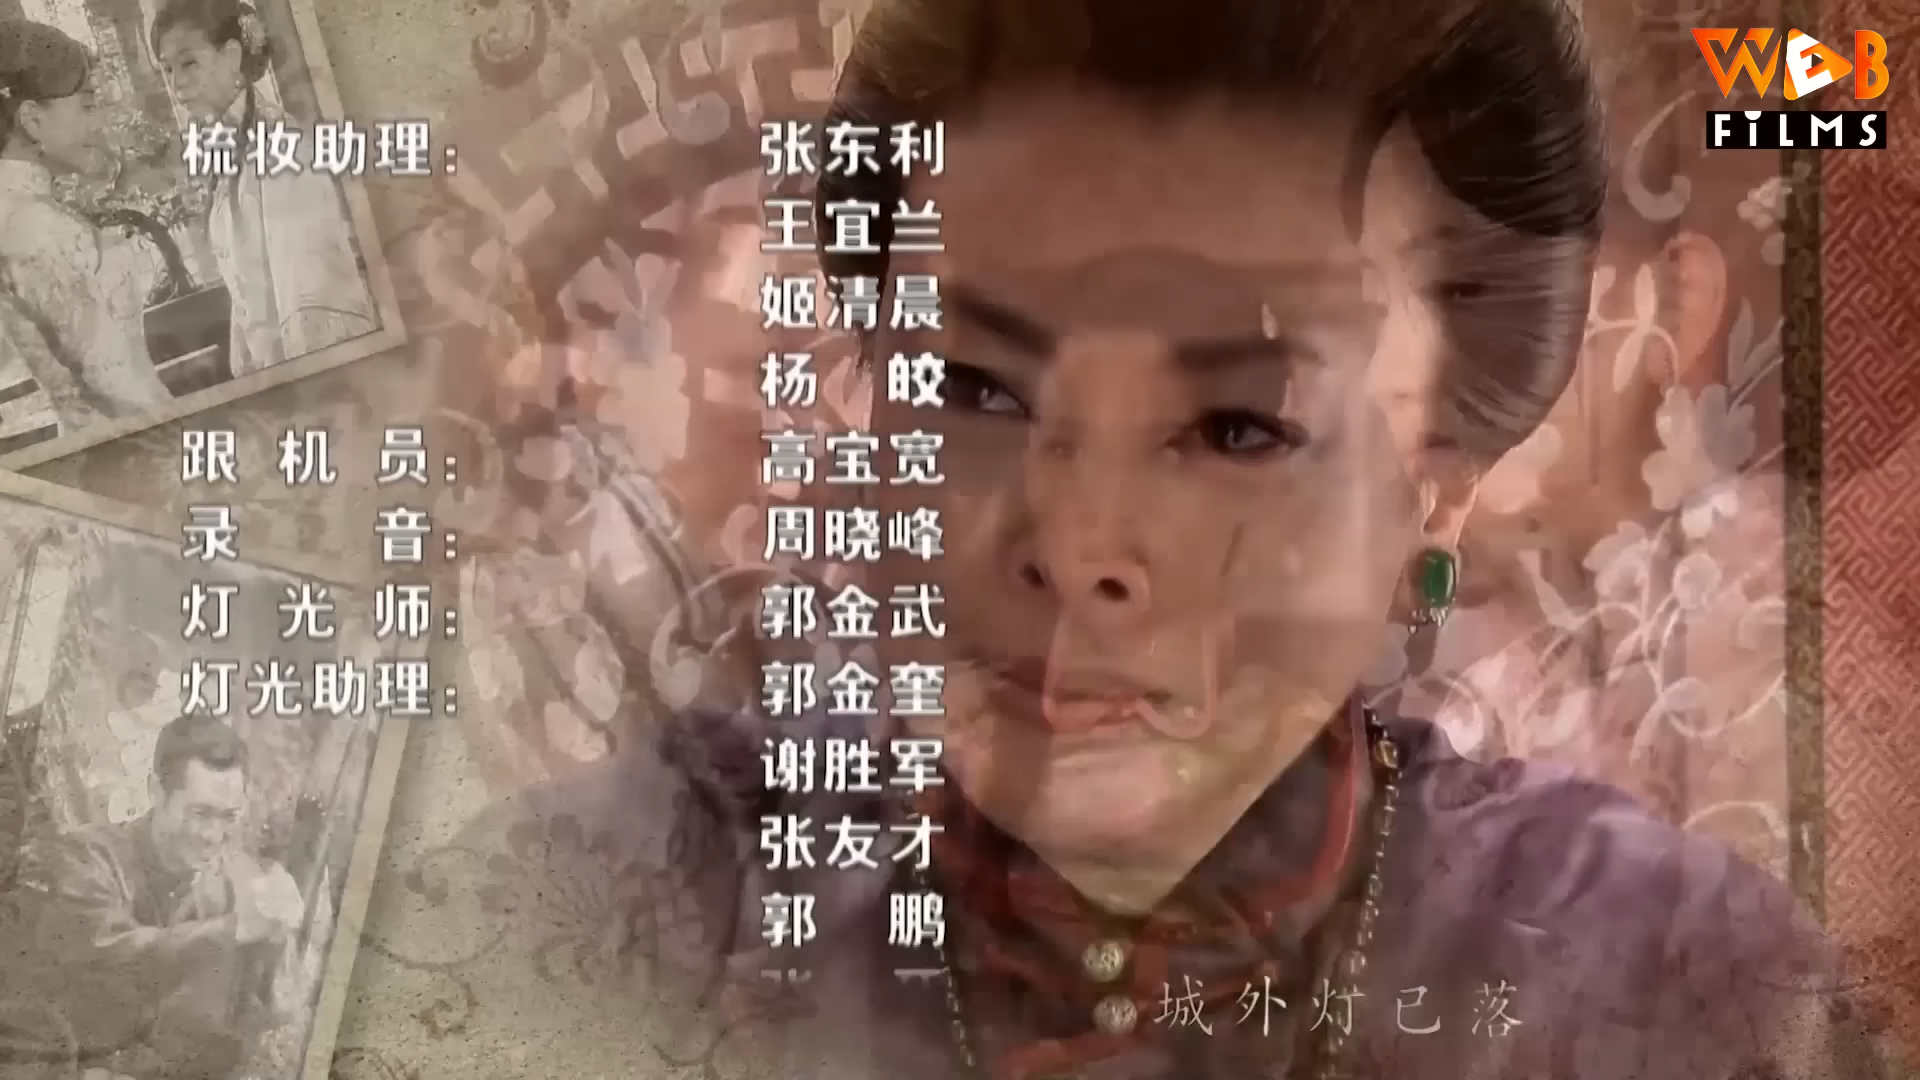 WEB
FILMS
梳妆助理: 张东利
王宜兰
姬清晨
杨 皎
跟机员: 高宝宽
录音: 周晓峰
灯光师: 郭金武
灯光助理: 郭金奎
谢胜军
张友才
郭 鹏
城外灯已落